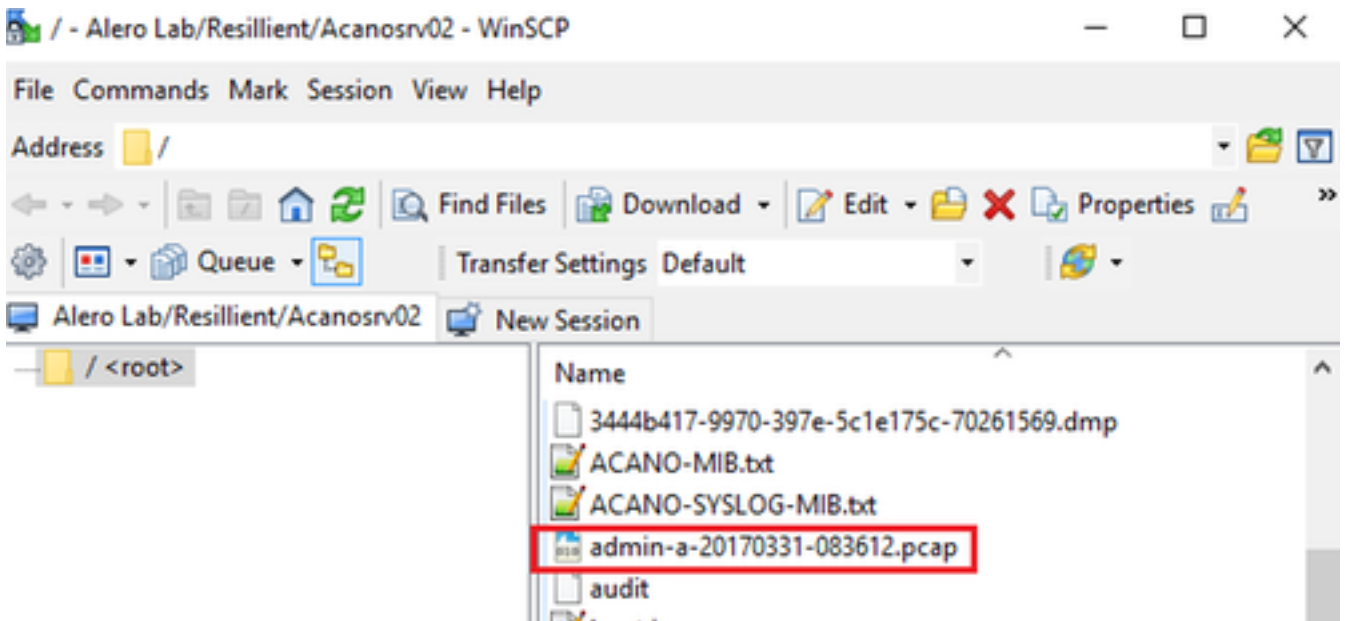 / - Alero Lab/Resillient/Acanosrv02 - WinSCP
File Commands Mark Session View Help
Address / 
Find Files Download Edit Properties »
Queue Transfer Settings Default
Alero Lab/Resillient/Acanosrv02 New Session
/ <root>
Name
3444b417-9970-397e-5c1e175c-70261569.dmp
ACANO-MIB.txt
ACANO-SYSLOG-MIB.txt
admin-a-20170331-083612.pcap
audit